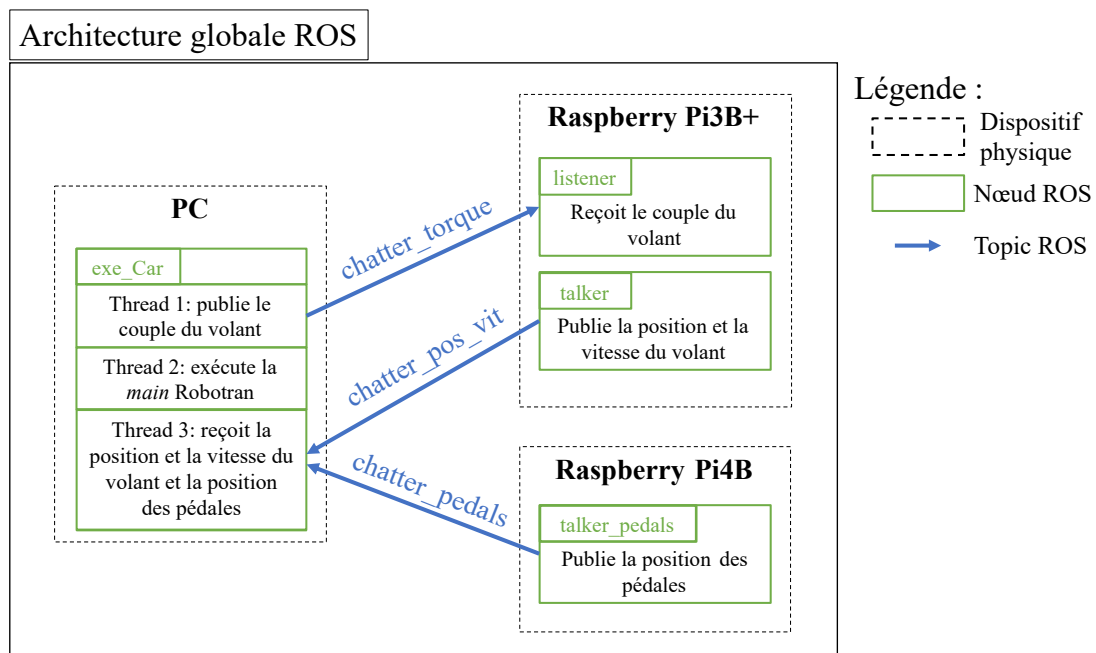 Architecture globale ROS
PC
exe_Car
Thread 1: publie le
couple du volant
Thread 2: exécute la
main Robotran
Thread 3: reçoit la
position et la vitesse du
volant et la position
des pédales
chatter_torque
chatter_pos_vit
chatter_pedals
Raspberry Pi3B+
listener
Reçoit le couple du
volant
talker
Publie la position et la
vitesse du volant
Raspberry Pi4B
talker_pedals
Publie la position des
pédales
Légende :
Dispositif
physique
Nœud ROS
Topic ROS